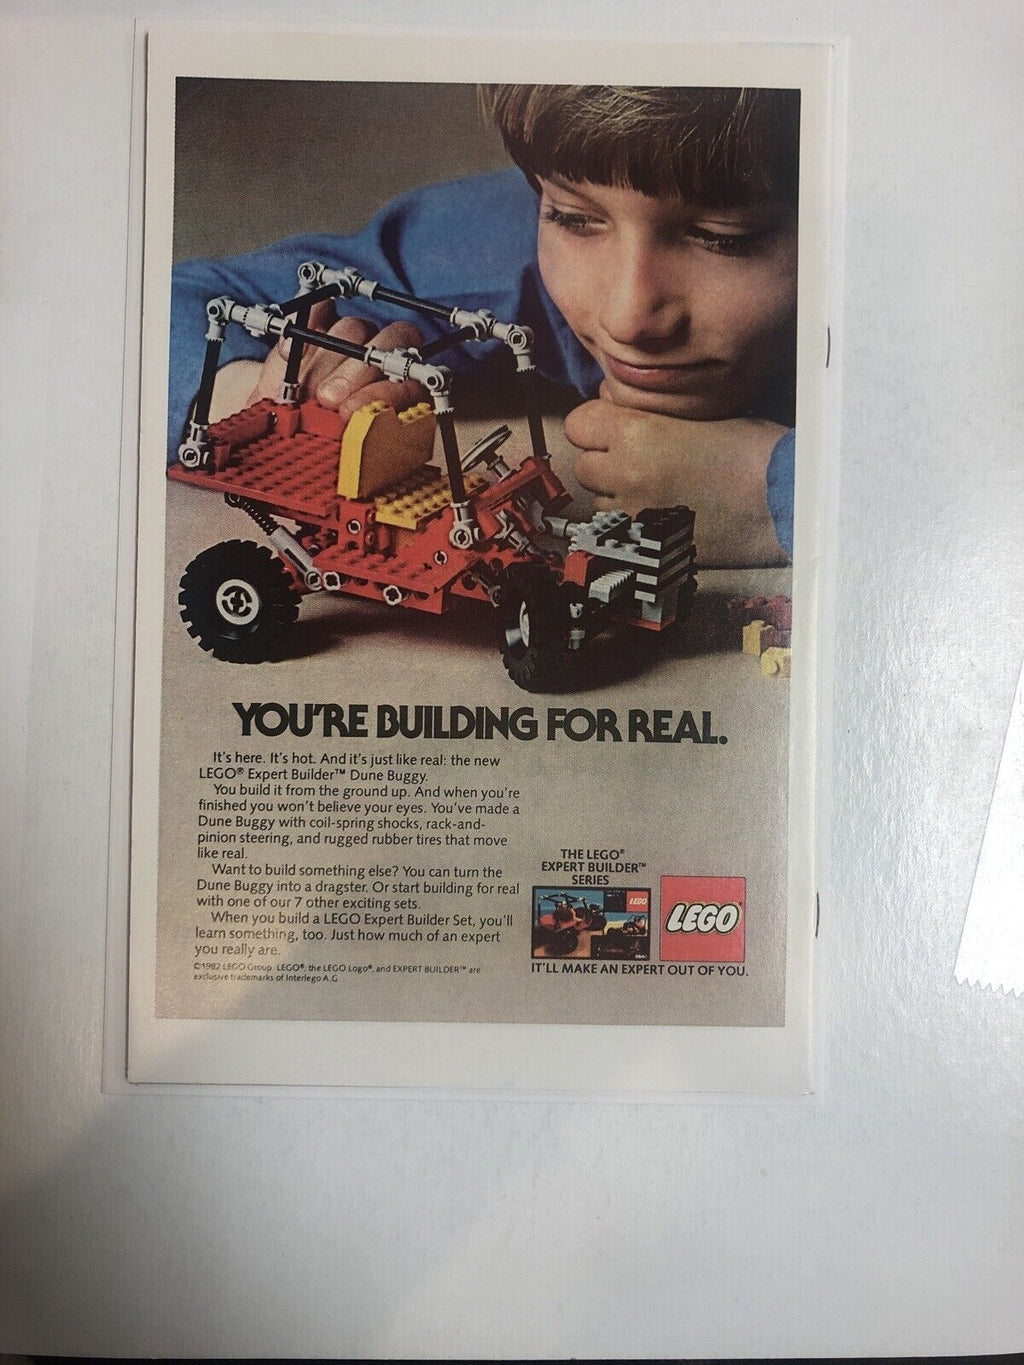 YOU'RE BUILDING FOR REAL.
It's here. It's hot. And it's just like real: the new
LEGO® Expert Builder™ Dune Buggy.
You build it from the ground up. And when you're
finished you won't believe your eyes. You've made a
Dune Buggy with coil-spring shocks, rack-and-
pinion steering, and rugged rubber tires that move
like real.
Want to build something else? You can turn the
Dune Buggy into a dragster. Or start building for real
with one of our 7 other exciting sets.
When you build a LEGO Expert Builder Set, you'll
learn something, too. Just how much of an expert
you really are.
©1982 LEGO Group LEGO®, the LEGO Logo®, and EXPERT BUILDER™ are
exclusive trademarks of Interlego A.G.
THE LEGO®
EXPERT BUILDER™
SERIES
LEGO
LEGO®
IT'LL MAKE AN EXPERT OUT OF YOU.